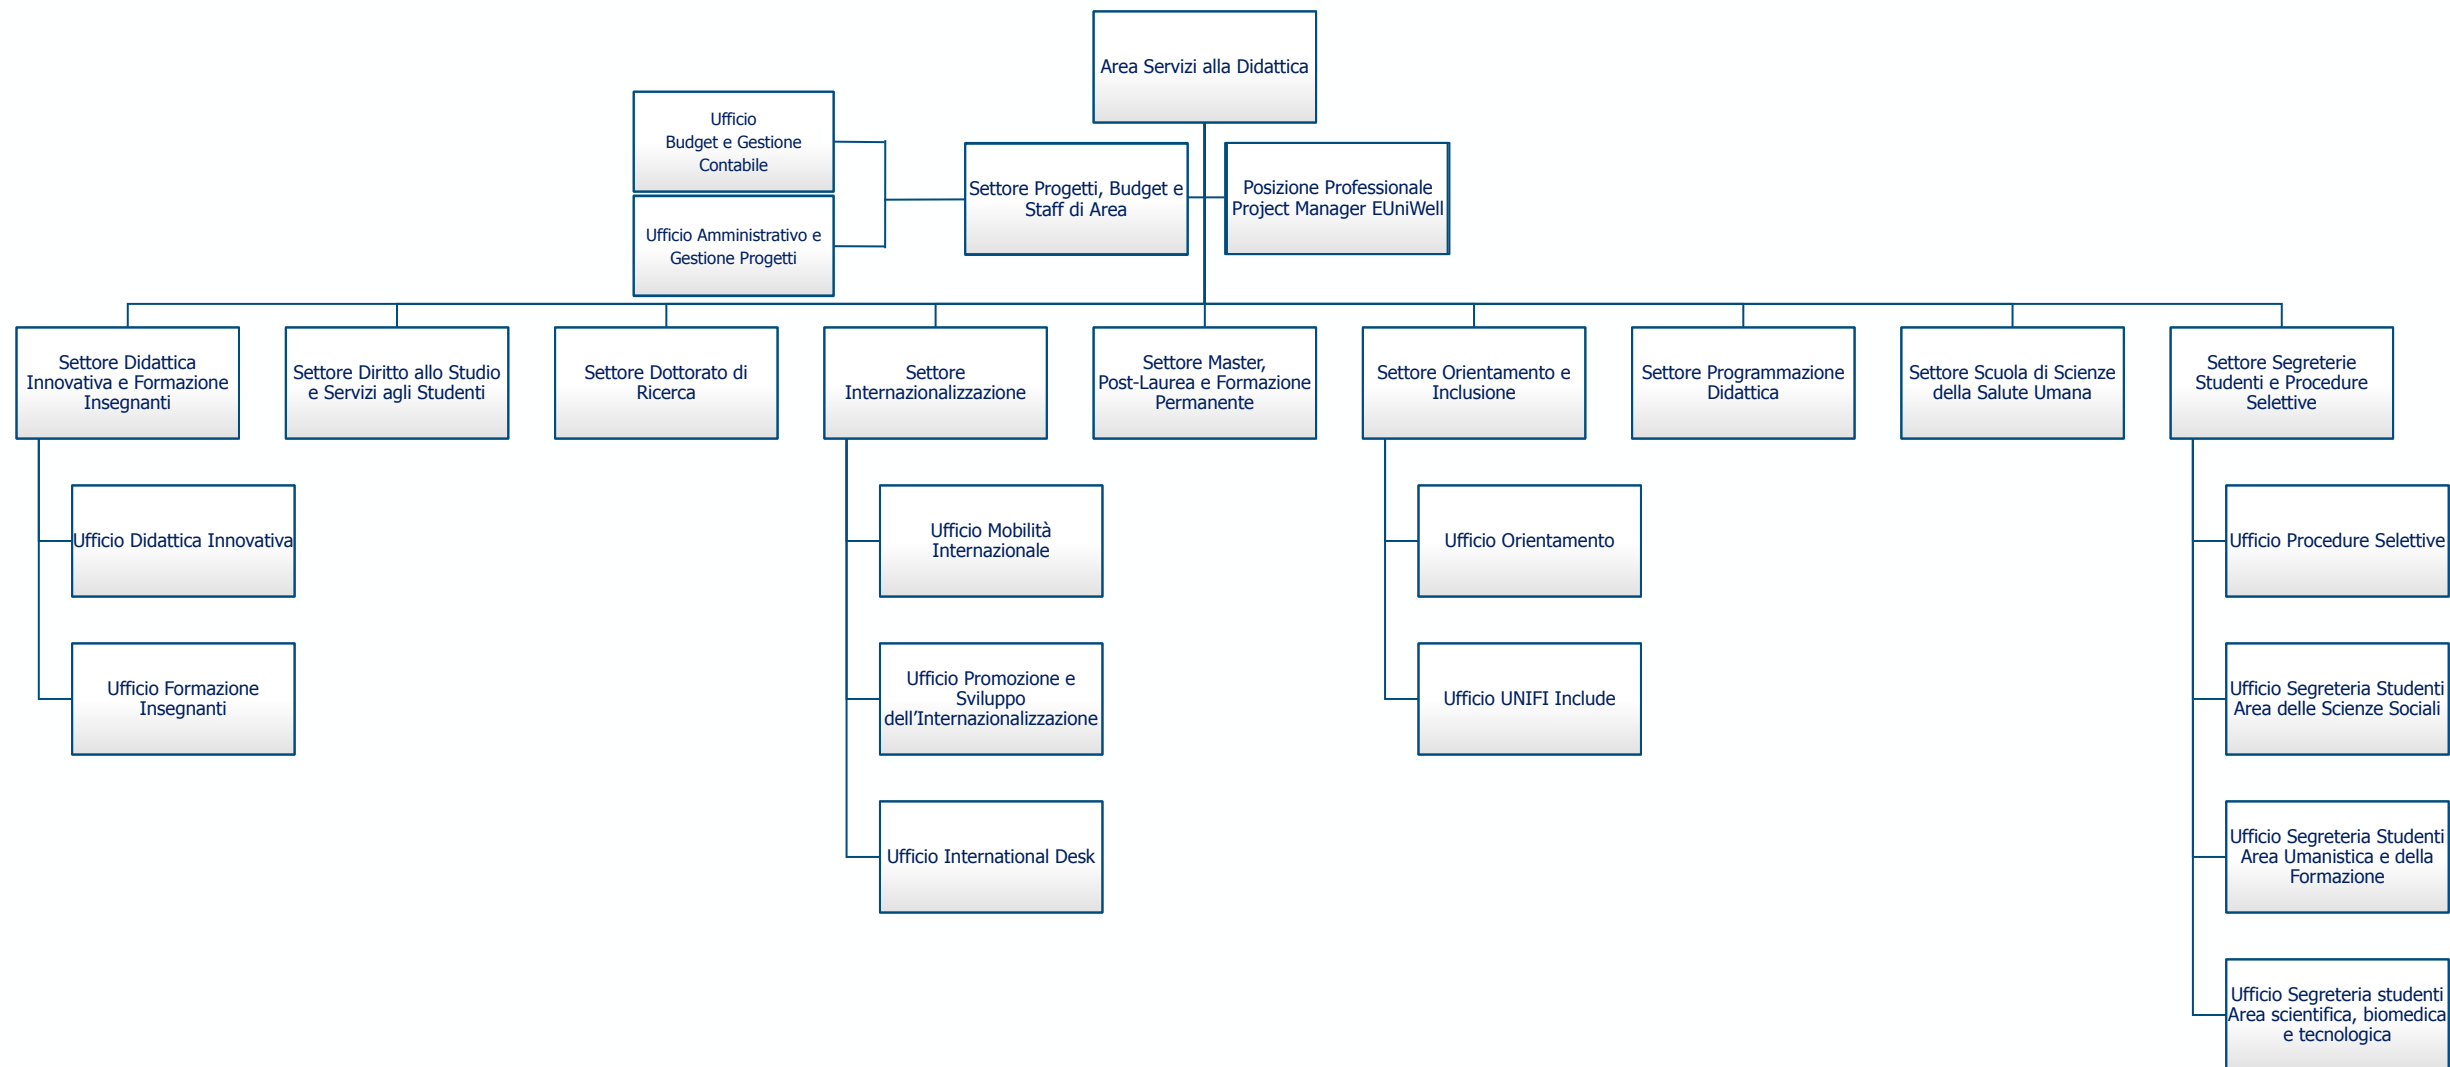 Area Servizi alla Didattica
Ufficio
Budget e Gestione
Contabile
Settore Progetti, Budget e
Staff di Area
Posizione Professionale
Project Manager EUniWell
Ufficio Amministrativo e
Gestione Progetti
Settore Didattica
Innovativa e Formazione
Insegnanti
Settore Diritto allo Studio
e Servizi agli Studenti
Settore Dottorato di
Ricerca
Settore
Internazionalizzazione
Settore Master,
Post-Laurea e Formazione
Permanente
Settore Orientamento e
Inclusione
Settore Programmazione
Didattica
Settore Scuola di Scienze
della Salute Umana
Settore Segreterie
Studenti e Procedure
Selettive
Ufficio Didattica Innovativa
Ufficio Mobilità
Internazionale
Ufficio Orientamento
Ufficio Procedure Selettive
Ufficio Formazione
Insegnanti
Ufficio Promozione e
Sviluppo
dell’Internazionalizzazione
Ufficio UNIFI Include
Ufficio Segreteria Studenti
Area delle Scienze Sociali
Ufficio International Desk
Ufficio Segreteria Studenti
Area Umanistica e della
Formazione
Ufficio Segreteria studenti
Area scientifica, biomedica
e tecnologica